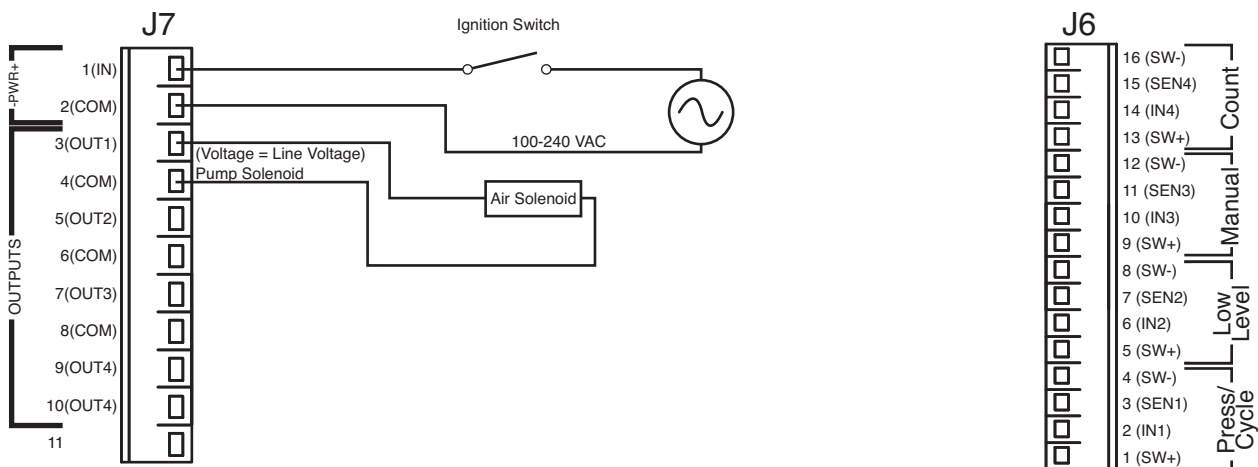 J7
Ignition Switch
-PWR+
1(IN)
2(COM)
100-240 VAC
OUTPUTS
3(OUT1)
(Voltage = Line Voltage)
Pump Solenoid
4(COM)
Air Solenoid
5(OUT2)
6(COM)
7(OUT3)
8(COM)
9(OUT4)
10(OUT4)
11
J6
16 (SW-)
15 (SEN4)
14 (IN4)
13 (SW+)
Count
12 (SW-)
11 (SEN3)
10 (IN3)
9 (SW+)
Manual
8 (SW-)
7 (SEN2)
6 (IN2)
5 (SW+)
Low
Level
4 (SW-)
3 (SEN1)
2 (IN1)
1 (SW+)
Press/
Cycle